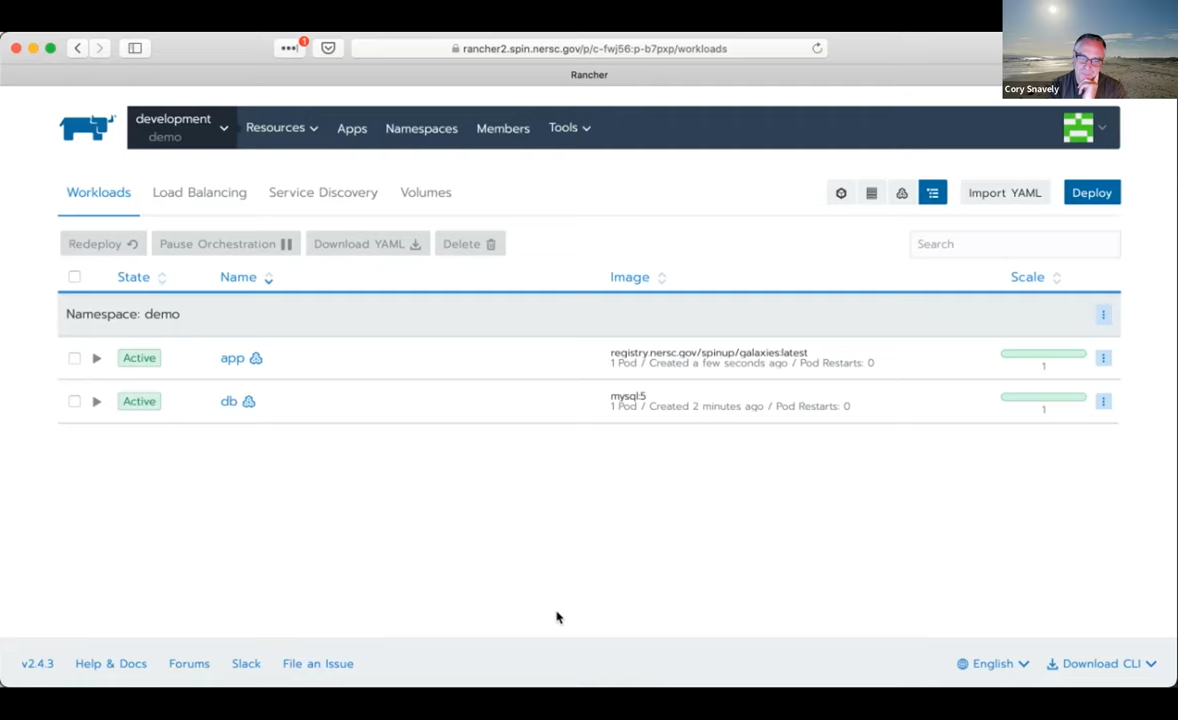 1
rancher2.spin.nersc.gov/p/c-fwj56:p-b7pxp/workloads
Rancher
Cory Snavely
development
demo
Resources
Apps
Namespaces
Members
Tools
Workloads
Load Balancing
Service Discovery
Volumes
Import YAML
Deploy
Redeploy
Pause Orchestration
Download YAML
Delete
Search
State
Name
Image
Scale
Namespace: demo
Active
app
registry.nersc.gov/spinup/galaxies:latest
1 Pod / Created a few seconds ago / Pod Restarts: 0
1
Active
db
mysql:5
1 Pod / Created 2 minutes ago / Pod Restarts: 0
1
v2.4.3
Help & Docs
Forums
Slack
File an Issue
English
Download CLI